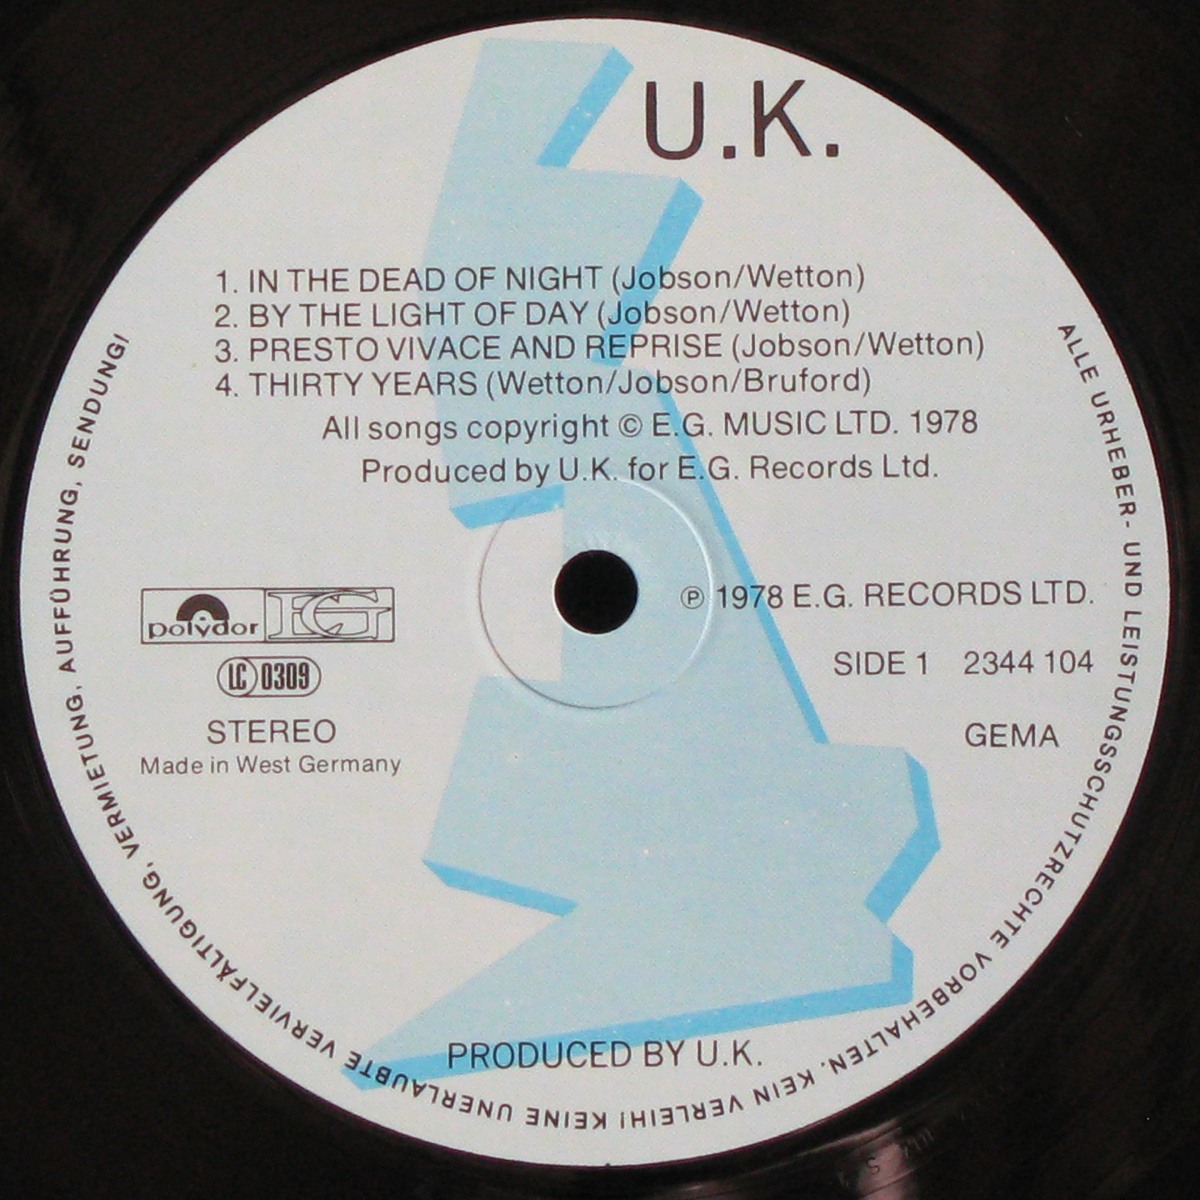 U.K.
1. IN THE DEAD OF NIGHT (Jobson/Wetton)
2. BY THE LIGHT OF DAY (Jobson/Wetton)
3. PRESTO VIVACE AND REPRISE (Jobson/Wetton)
4. THIRTY YEARS (Wetton/Jobson/Bruford)
All songs copyright © E.G. MUSIC LTD. 1978
Produced by U.K. for E.G. Records Ltd.
polydor EG
LC 0309
STEREO
Made in West Germany
℗ 1978 E.G. RECORDS LTD.
SIDE 1 2344 104
GEMA
PRODUCED BY U.K.
ALLE URHEBER- UND LEISTUNGSSCHUTZRECHTE VORBEHALTEN. KEIN VERLEIH! KEINE UNERLAUBTE VERVIELFÄLTIGUNG, VERMIETUNG, AUFFÜHRUNG, SENDUNG!